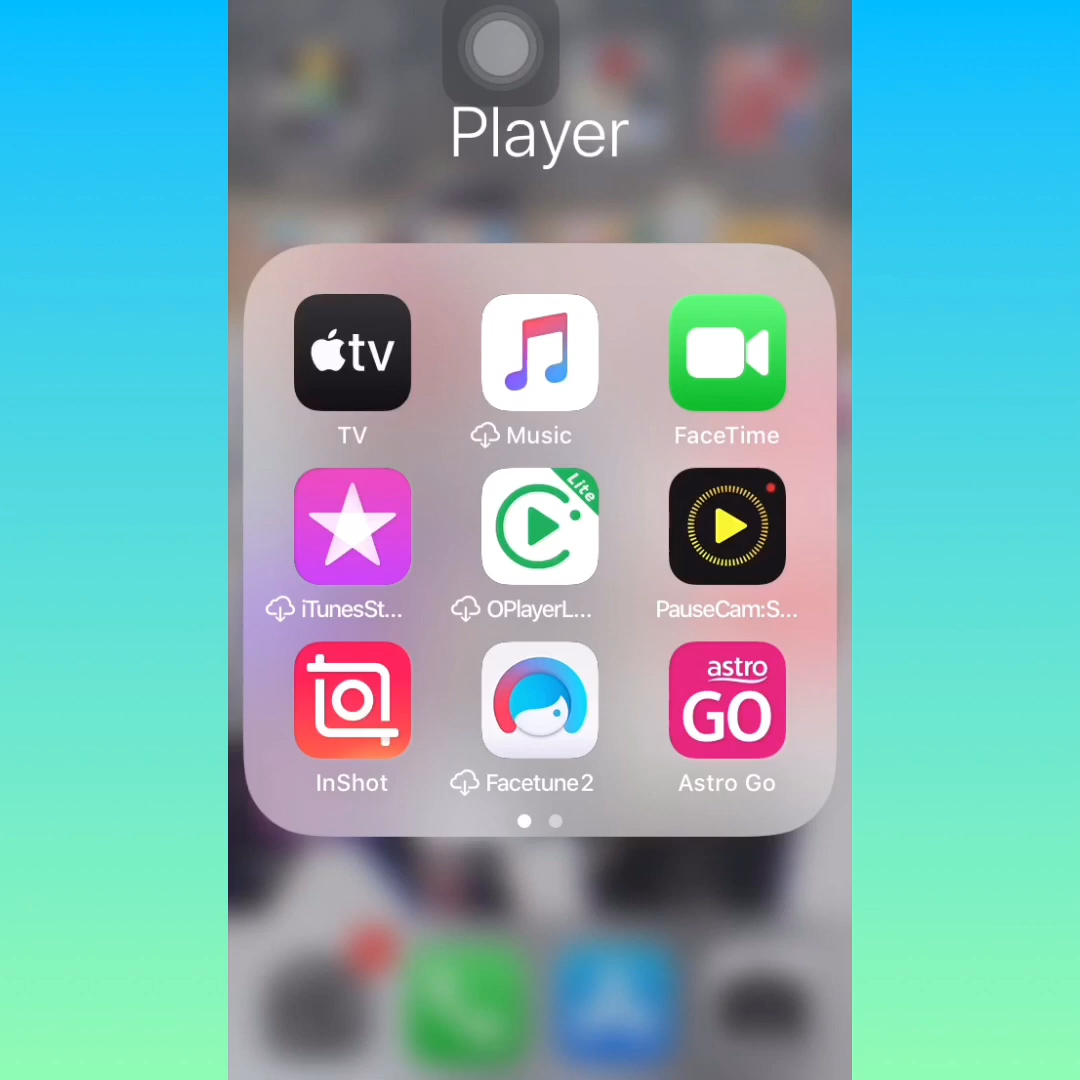 Player
tv
TV
Music
FaceTime
Lite
iTunesSt...
OPlayerL...
PauseCam:S...
astro
GO
InShot
Facetune2
Astro Go